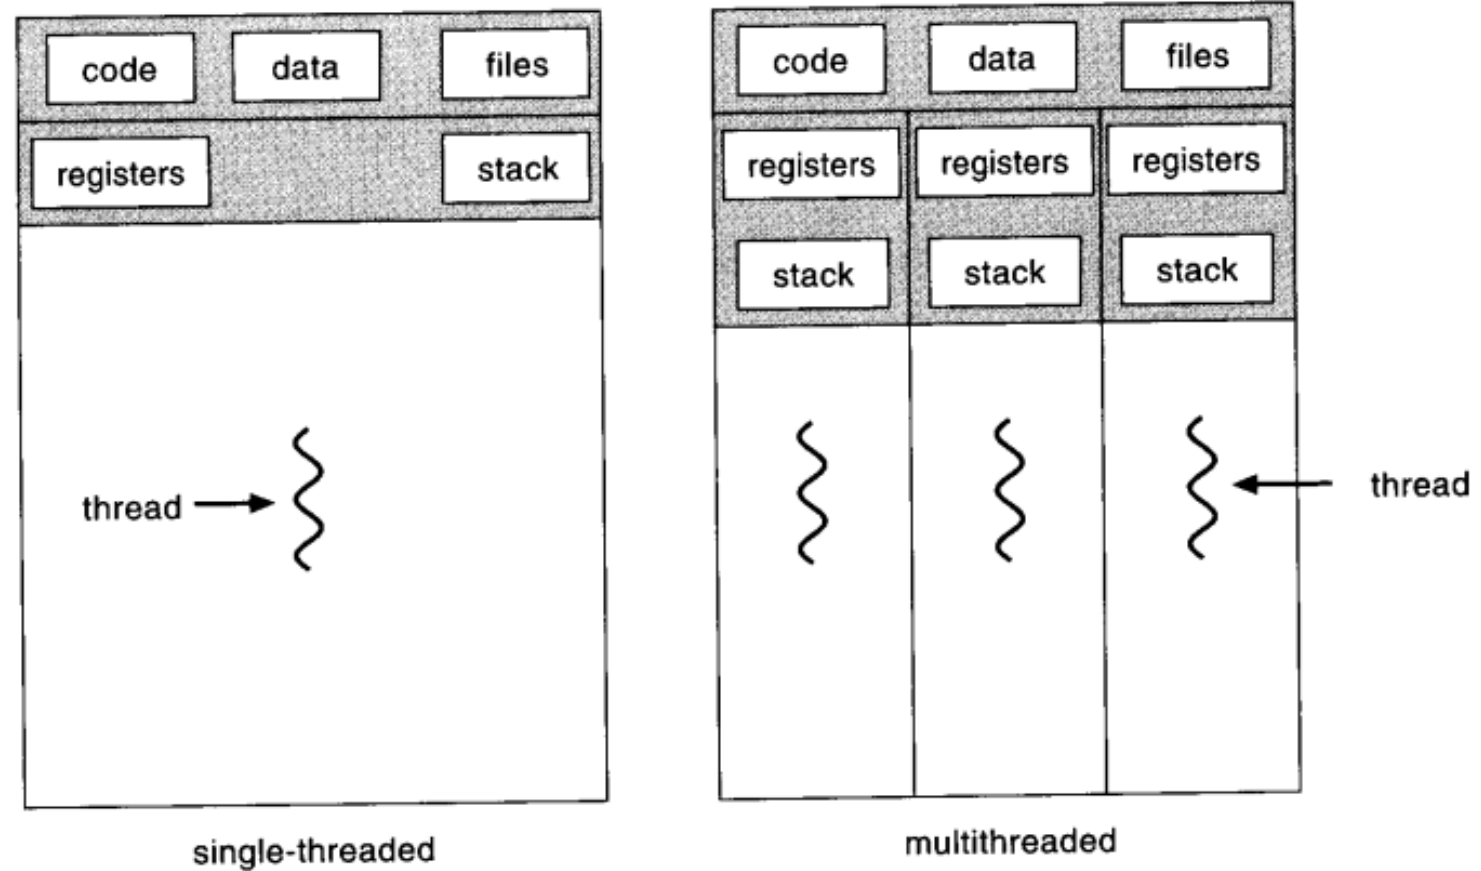 code data files
registers stack
thread
single-threaded
code data files
registers registers registers
stack stack stack
thread
multithreaded